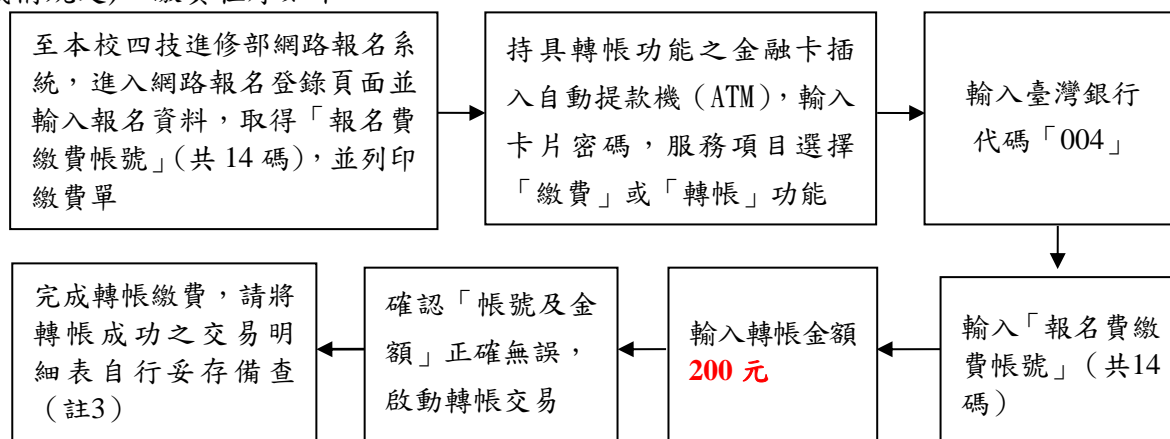 至本校四技進修部網路報名系
統，進入網路報名登錄頁面並
輸入報名資料，取得「報名費
繳費帳號」(共 14 碼)，並列印
繳費單
持具轉帳功能之金融卡插
入自動提款機（ATM），輸入
卡片密碼，服務項目選擇
「繳費」或「轉帳」功能
輸入臺灣銀行
代碼「004」
輸入「報名費繳
費帳號」（共14
碼）
輸入轉帳金額
200 元
確認「帳號及金
額」正確無誤，
啟動轉帳交易
完成轉帳繳費，請將
轉帳成功之交易明
細表自行妥存備查
（註3）